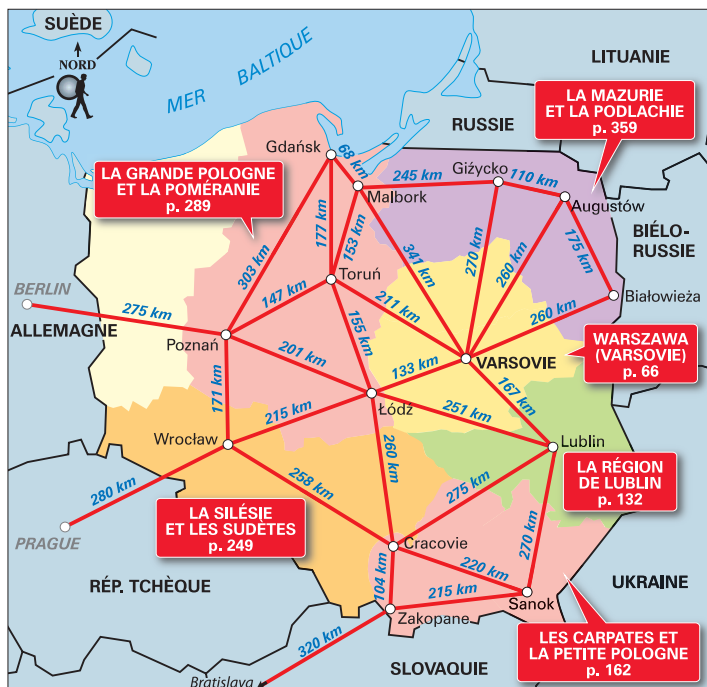 SUÈDE
NORD
MER BALTIQUE
LITUANIE
RUSSIE
LA MAZURIE
ET LA PODLACHIE
p. 359
Gdańsk
68 km
LA GRANDE POLOGNE
ET LA POMÉRANIE
p. 289
Malbork
245 km
Giżycko
110 km
Augustów
BIÉLO-
RUSSIE
303 km
177 km
153 km
341 km
270 km
260 km
175 km
Toruń
BERLIN
275 km
147 km
211 km
260 km
Białowieża
ALLEMAGNE
Poznań
155 km
201 km
133 km
VARSOVIE
WARSZAWA
(VARSOVIE)
p. 66
171 km
215 km
Łódź
251 km
167 km
Wrocław
Lublin
280 km
258 km
260 km
275 km
LA RÉGION
DE LUBLIN
p. 132
PRAGUE
LA SILÉSIE
ET LES SUDÈTES
p. 249
Cracovie
270 km
RÉP. TCHÈQUE
104 km
220 km
215 km
Sanok
UKRAINE
Zakopane
320 km
LES CARPATES ET
LA PETITE POLOGNE
p. 162
SLOVAQUIE
Bratislava